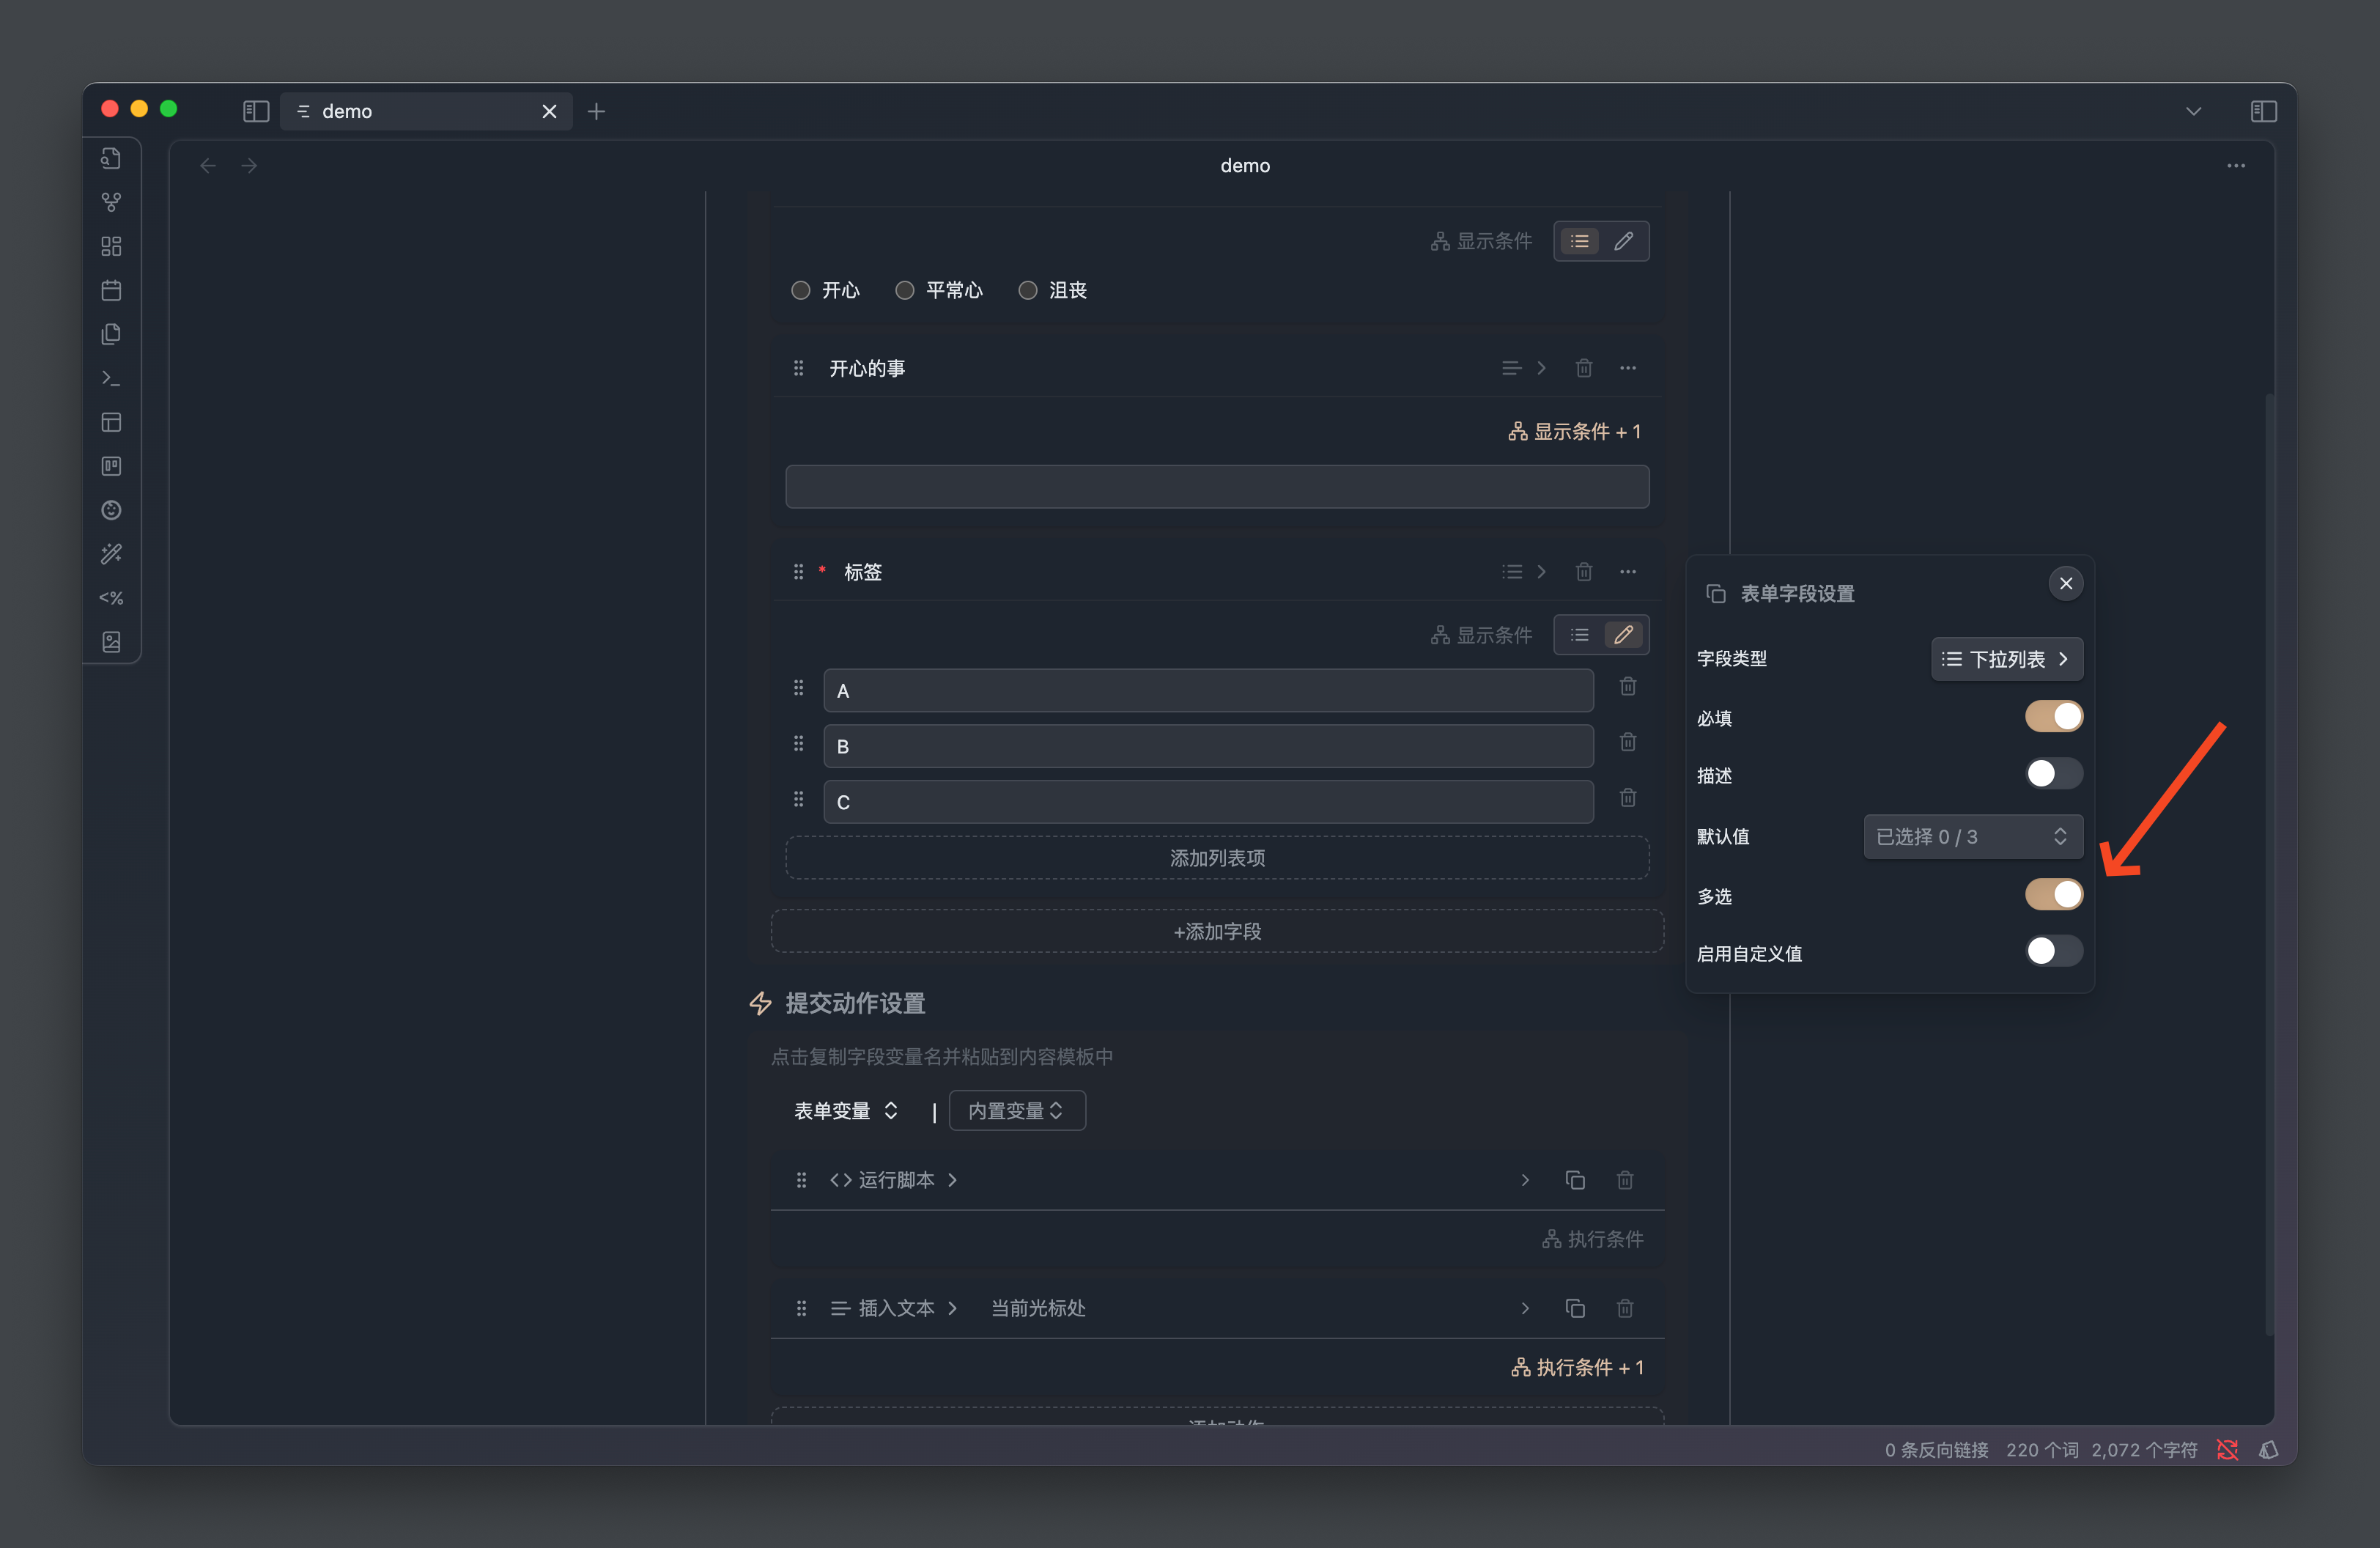 demo
demo
显示条件
开心 平常心 沮丧
开心的事
显示条件 + 1
* 标签
显示条件
A
B
C
添加列表项
+添加字段
表单字段设置
字段类型 下拉列表
必填
描述
默认值 已选择 0 / 3
多选
启用自定义值
提交动作设置
点击复制字段变量名并粘贴到内容模板中
表单变量 | 内置变量
<> 运行脚本
执行条件
插入文本 当前光标处
执行条件 + 1
添加动作
<%
0 条反向链接 220 个词 2,072 个字符